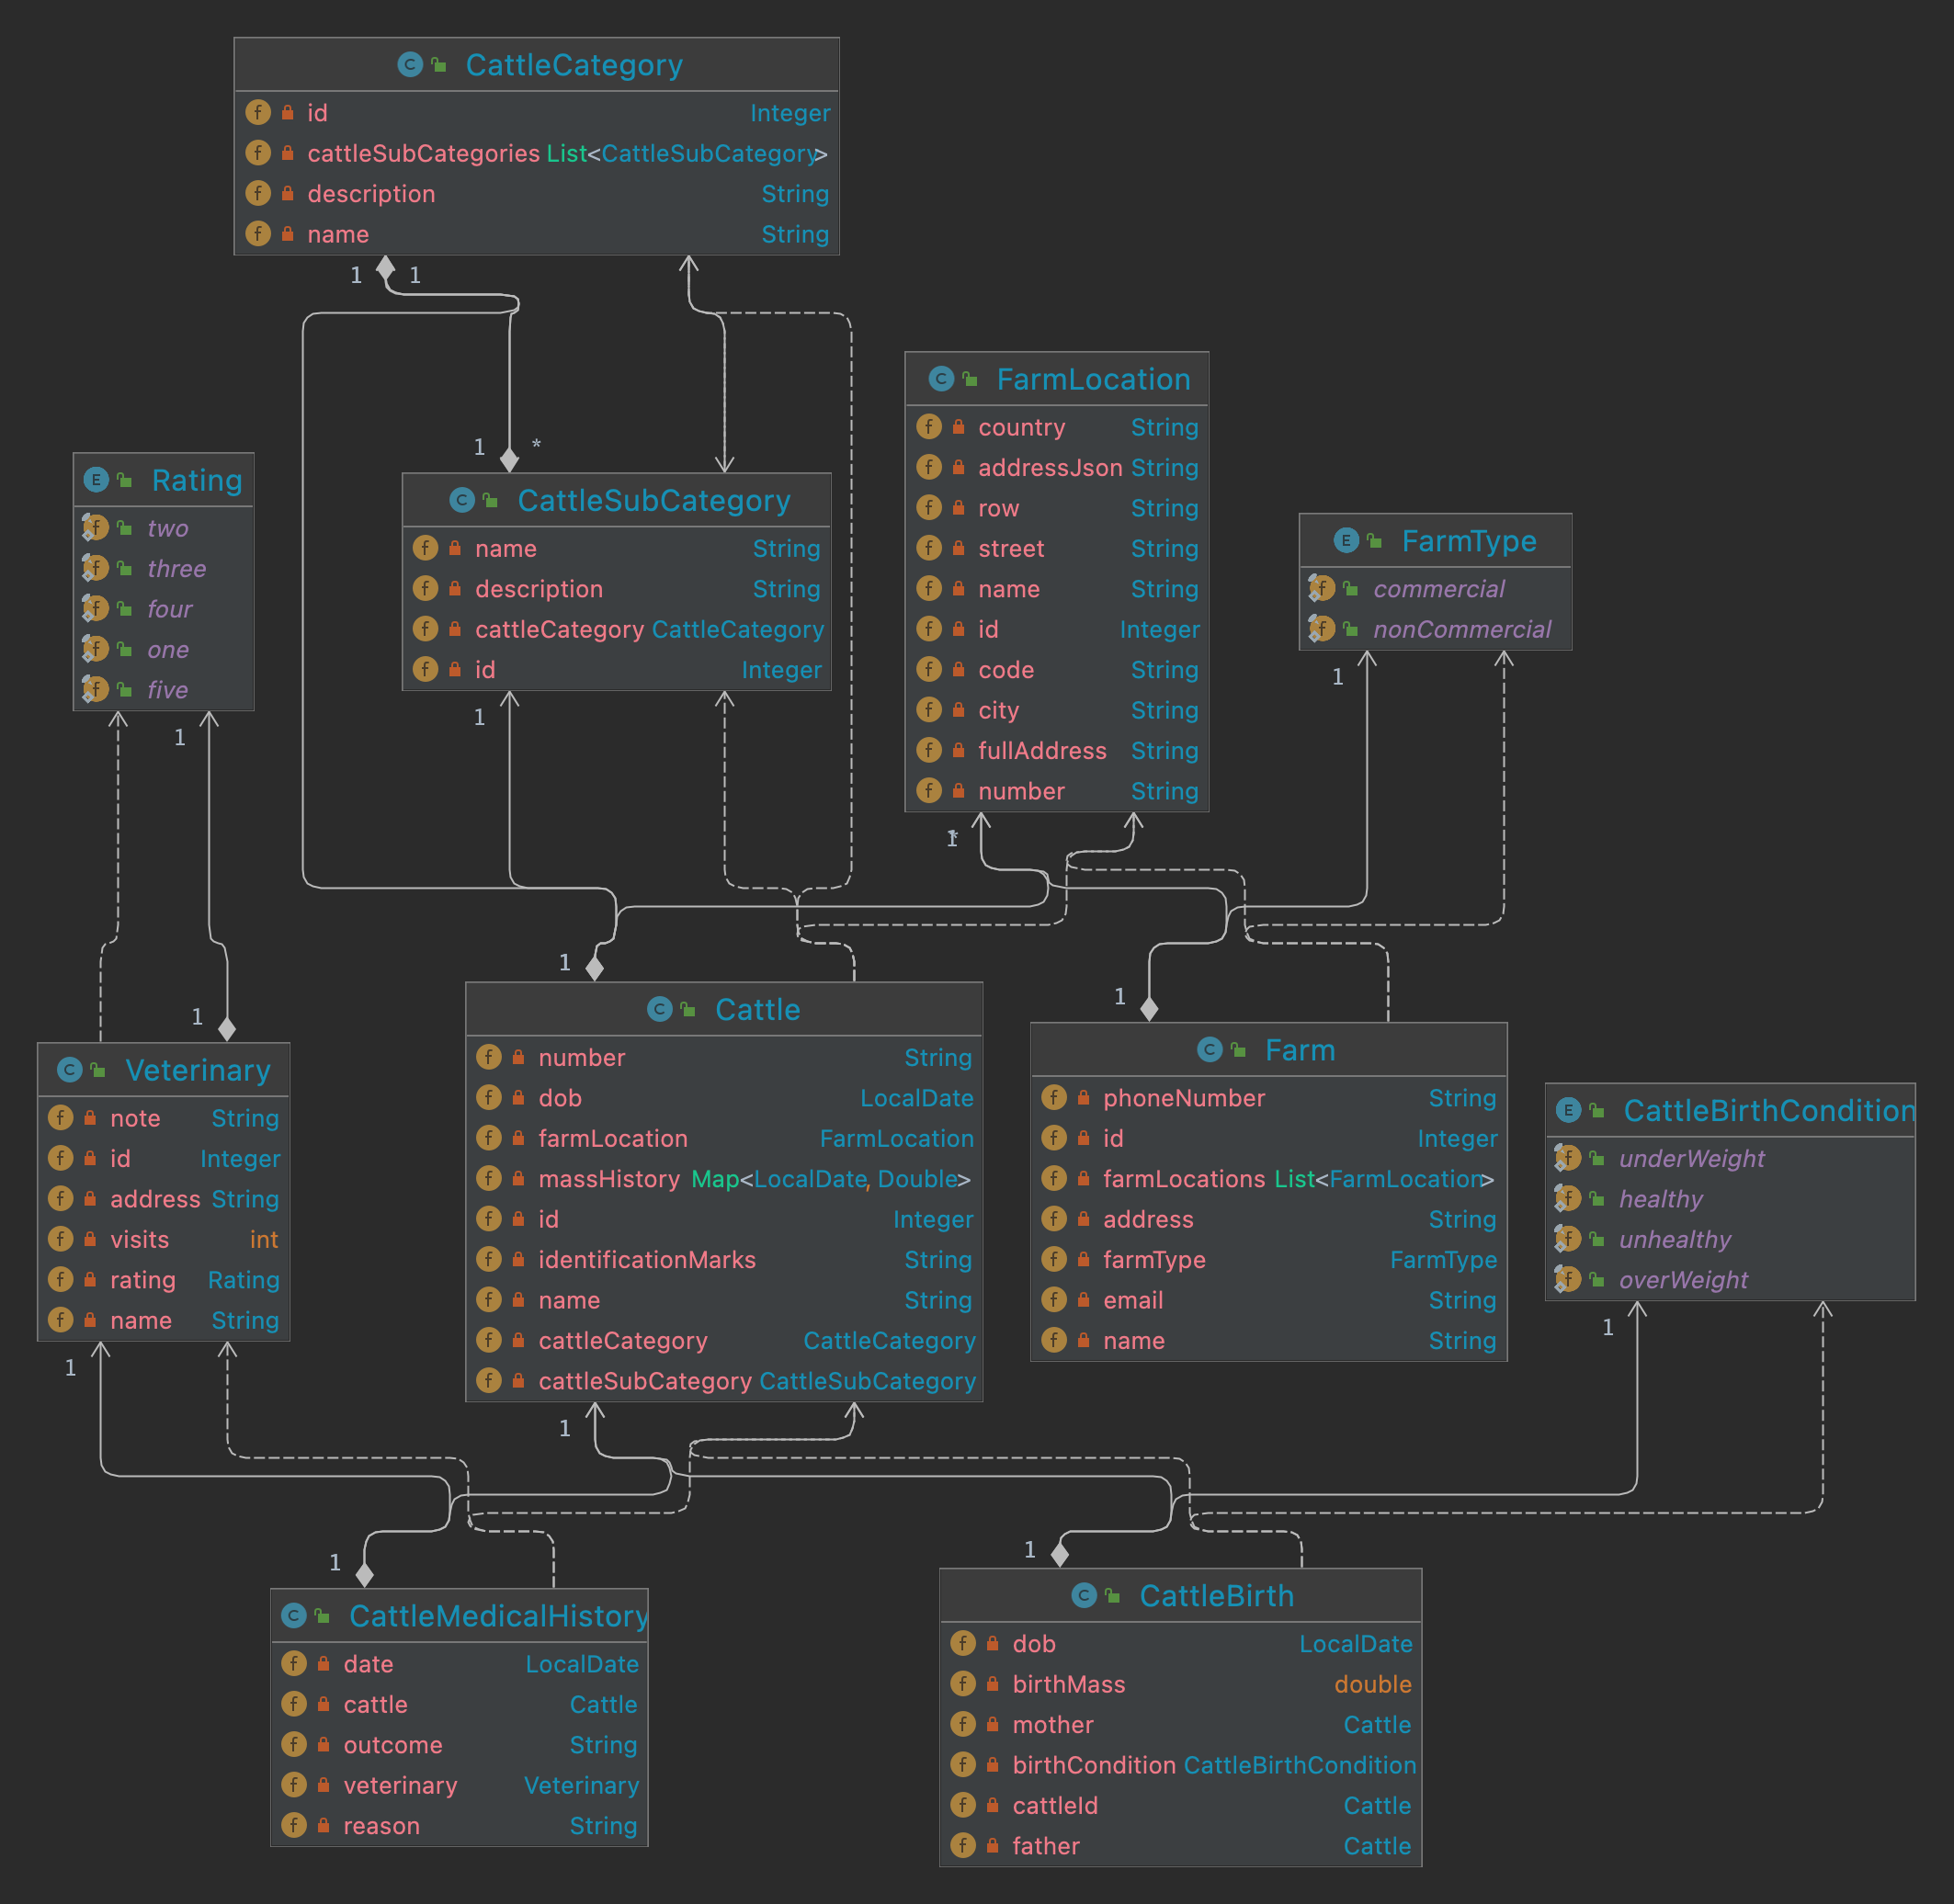 CattleCategory
id Integer
cattleSubCategories List<CattleSubCategory>
description String
name String
1 1
1 *
FarmLocation
country String
addressJson String
row String
street String
name String
id Integer
code String
city String
fullAddress String
number String
Rating
two
three
four
one
five
1
CattleSubCategory
name String
description String
cattleCategory CattleCategory
id Integer
1
FarmType
commercial
nonCommercial
1
1
*
1
1
1
Veterinary
note String
id Integer
address String
visits int
rating Rating
name String
1
Cattle
number String
dob LocalDate
farmLocation FarmLocation
massHistory Map<LocalDate, Double>
id Integer
identificationMarks String
name String
cattleCategory CattleCategory
cattleSubCategory CattleSubCategory
1
Farm
phoneNumber String
id Integer
farmLocations List<FarmLocation>
address String
farmType FarmType
email String
name String
CattleBirthCondition
underWeight
healthy
unhealthy
overWeight
1
1
1
CattleMedicalHistory
date LocalDate
cattle Cattle
outcome String
veterinary Veterinary
reason String
CattleBirth
dob LocalDate
birthMass double
mother Cattle
birthCondition CattleBirthCondition
cattleId Cattle
father Cattle